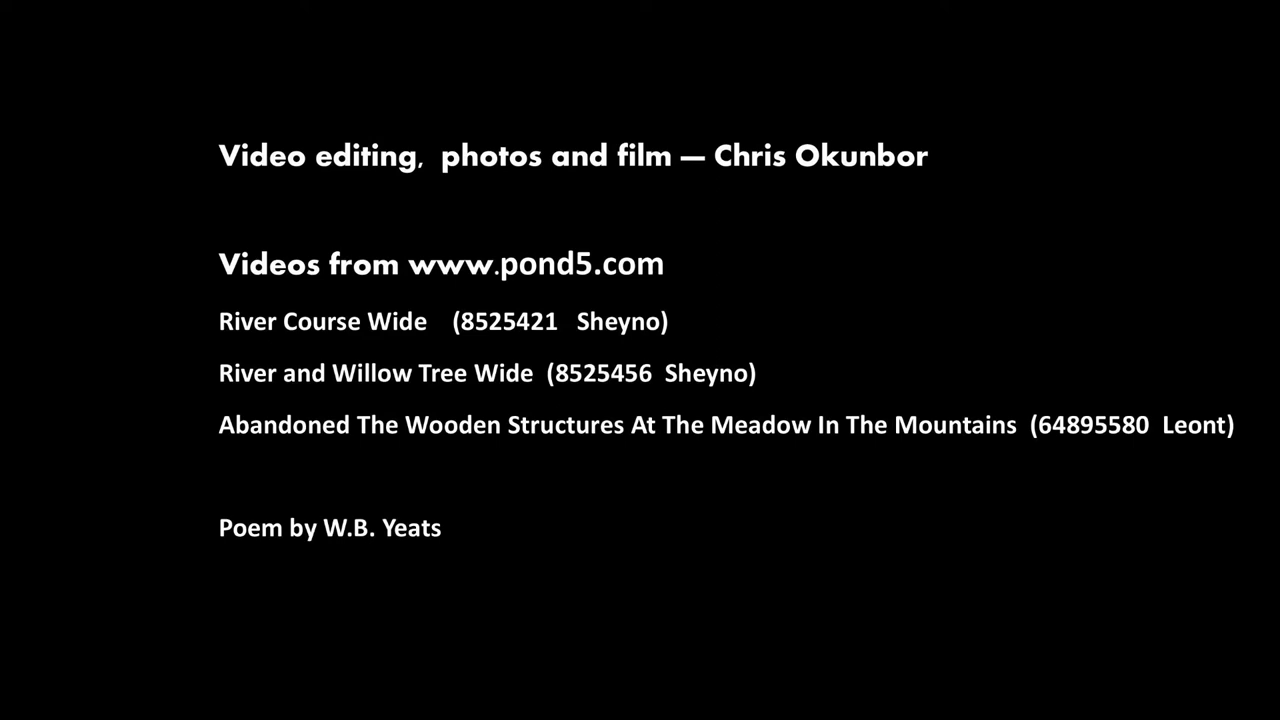 Video editing, photos and film — Chris Okunbor
Videos from www.pond5.com
River Course Wide (8525421 Sheyno)
River and Willow Tree Wide (8525456 Sheyno)
Abandoned The Wooden Structures At The Meadow In The Mountains (64895580 Leont)
Poem by W.B. Yeats